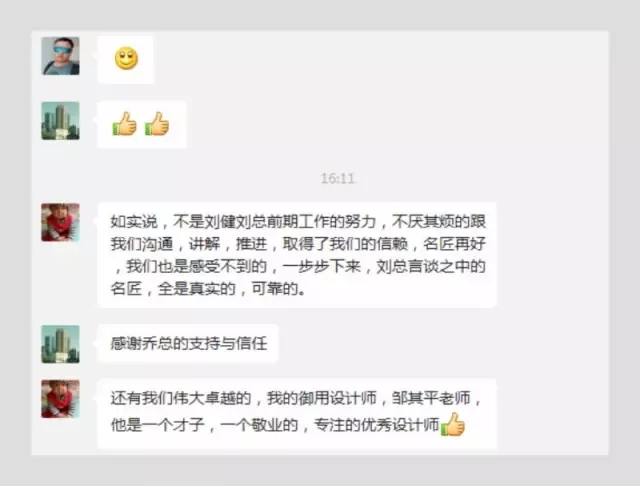 16:11
如实说，不是刘健刘总前期工作的努力，不厌其烦的跟
我们沟通，讲解，推进，取得了我们的信赖，名匠再好
，我们也是感受不到的，一步步下来，刘总言谈之中的
名匠，全是真实的，可靠的。
感谢乔总的支持与信任
还有我们伟大卓越的，我的御用设计师，邹其平老师，
他是一个才子，一个敬业的，专注的优秀设计师